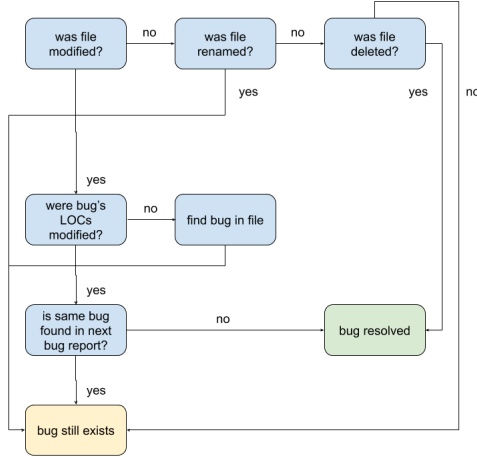 was file
modified?
no
was file
renamed?
no
was file
deleted?
yes
yes
no
yes
were bug's
LOCs
modified?
no
find bug in file
yes
is same bug
found in next
bug report?
no
bug resolved
yes
bug still exists